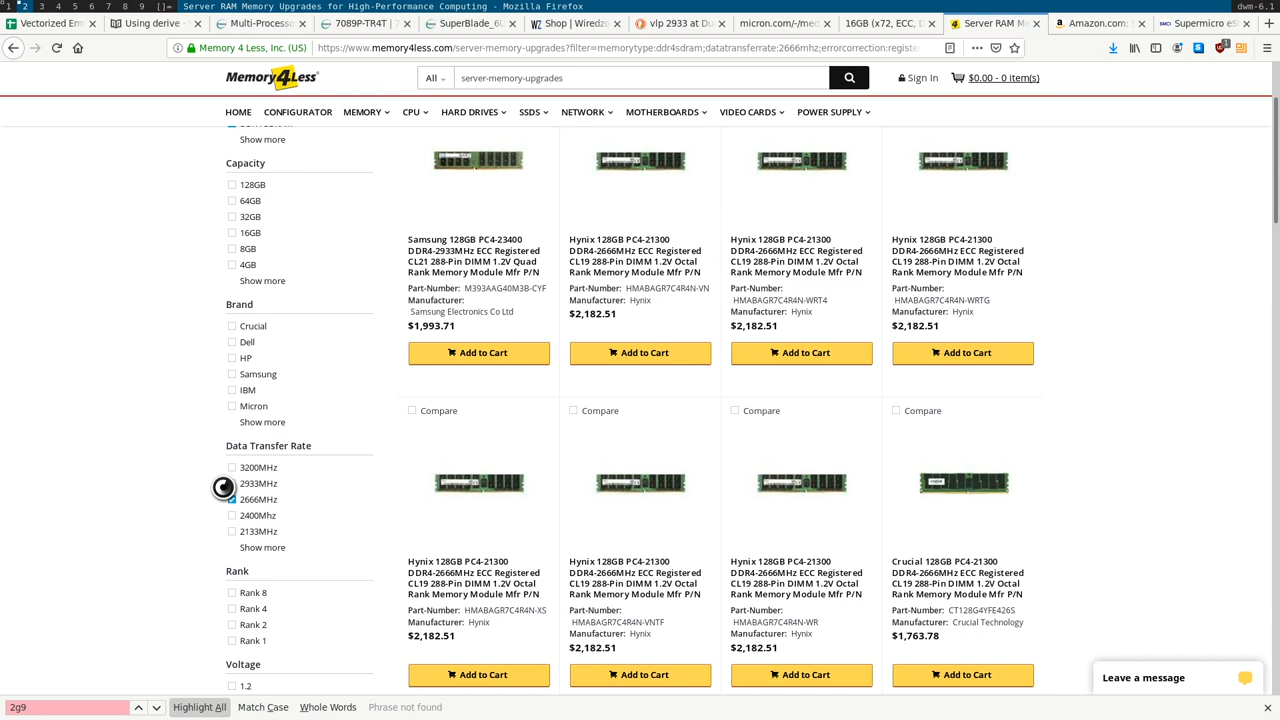 1 2 3 4 5 6 7 8 9 []= Server RAM Memory Upgrades for High-Performance Computing - Mozilla Firefox dwm-6.1
Vectorized Em
Using derive - s
Multi-Processo
7089P-TR4T | 7
SuperBlade_6U
Shop | Wiredzo
vlp 2933 at Du
micron.com/-/med
16GB (x72, ECC, D
Server RAM Me
Amazon.com: s
Supermicro eSt
Memory 4 Less, Inc. (US)
https://www.memory4less.com/server-memory-upgrades?filter=memorytype:ddr4sdram;datatransferrate:2666mhz;errorcorrection:registe
1
Memory4Less
All
server-memory-upgrades
Sign In
$0.00 - 0 item(s)
HOME CONFIGURATOR MEMORY CPU HARD DRIVES SSDS NETWORK MOTHERBOARDS VIDEO CARDS POWER SUPPLY
Show more
Capacity
128GB
64GB
32GB
16GB
8GB
4GB
Show more
Brand
Crucial
Dell
HP
Samsung
IBM
Micron
Show more
Data Transfer Rate
3200MHz
2933MHz
2666MHz
2400Mhz
2133MHz
Show more
Rank
Rank 8
Rank 4
Rank 2
Rank 1
Voltage
1.2
Samsung 128GB PC4-23400
DDR4-2933MHz ECC Registered
CL21 288-Pin DIMM 1.2V Quad
Rank Memory Module Mfr P/N
Part-Number: M393AAG40M3B-CYF
Manufacturer:
Samsung Electronics Co Ltd
$1,993.71
Add to Cart
Hynix 128GB PC4-21300
DDR4-2666MHz ECC Registered
CL19 288-Pin DIMM 1.2V Octal
Rank Memory Module Mfr P/N
Part-Number: HMABAGR7C4R4N-VN
Manufacturer: Hynix
$2,182.51
Add to Cart
Hynix 128GB PC4-21300
DDR4-2666MHz ECC Registered
CL19 288-Pin DIMM 1.2V Octal
Rank Memory Module Mfr P/N
Part-Number:
HMABAGR7C4R4N-WRT4
Manufacturer: Hynix
$2,182.51
Add to Cart
Hynix 128GB PC4-21300
DDR4-2666MHz ECC Registered
CL19 288-Pin DIMM 1.2V Octal
Rank Memory Module Mfr P/N
Part-Number:
HMABAGR7C4R4N-WRTG
Manufacturer: Hynix
$2,182.51
Add to Cart
Compare
Hynix 128GB PC4-21300
DDR4-2666MHz ECC Registered
CL19 288-Pin DIMM 1.2V Octal
Rank Memory Module Mfr P/N
Part-Number: HMABAGR7C4R4N-XS
Manufacturer: Hynix
$2,182.51
Add to Cart
Compare
Hynix 128GB PC4-21300
DDR4-2666MHz ECC Registered
CL19 288-Pin DIMM 1.2V Octal
Rank Memory Module Mfr P/N
Part-Number:
HMABAGR7C4R4N-VNTF
Manufacturer: Hynix
$2,182.51
Add to Cart
Compare
Hynix 128GB PC4-21300
DDR4-2666MHz ECC Registered
CL19 288-Pin DIMM 1.2V Octal
Rank Memory Module Mfr P/N
Part-Number:
HMABAGR7C4R4N-WR
Manufacturer: Hynix
$2,182.51
Add to Cart
Compare
Crucial 128GB PC4-21300
DDR4-2666MHz ECC Registered
CL19 288-Pin DIMM 1.2V Octal
Rank Memory Module Mfr P/N
Part-Number: CT128G4YFE426S
Manufacturer: Crucial Technology
$1,763.78
Add to Cart
Leave a message
2g9
Highlight All
Match Case
Whole Words
Phrase not found